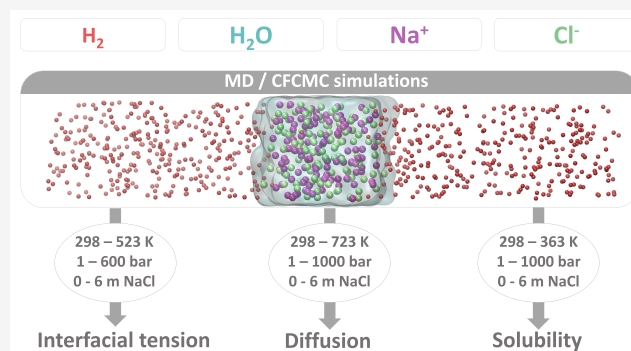 H₂ H₂O Na⁺ Cl⁻
MD / CFCMC simulations
298 – 523 K
1 – 600 bar
0 - 6 m NaCl
298 – 723 K
1 – 1000 bar
0 - 6 m NaCl
298 – 363 K
1 – 1000 bar
0 - 6 m NaCl
Interfacial tension Diffusion Solubility